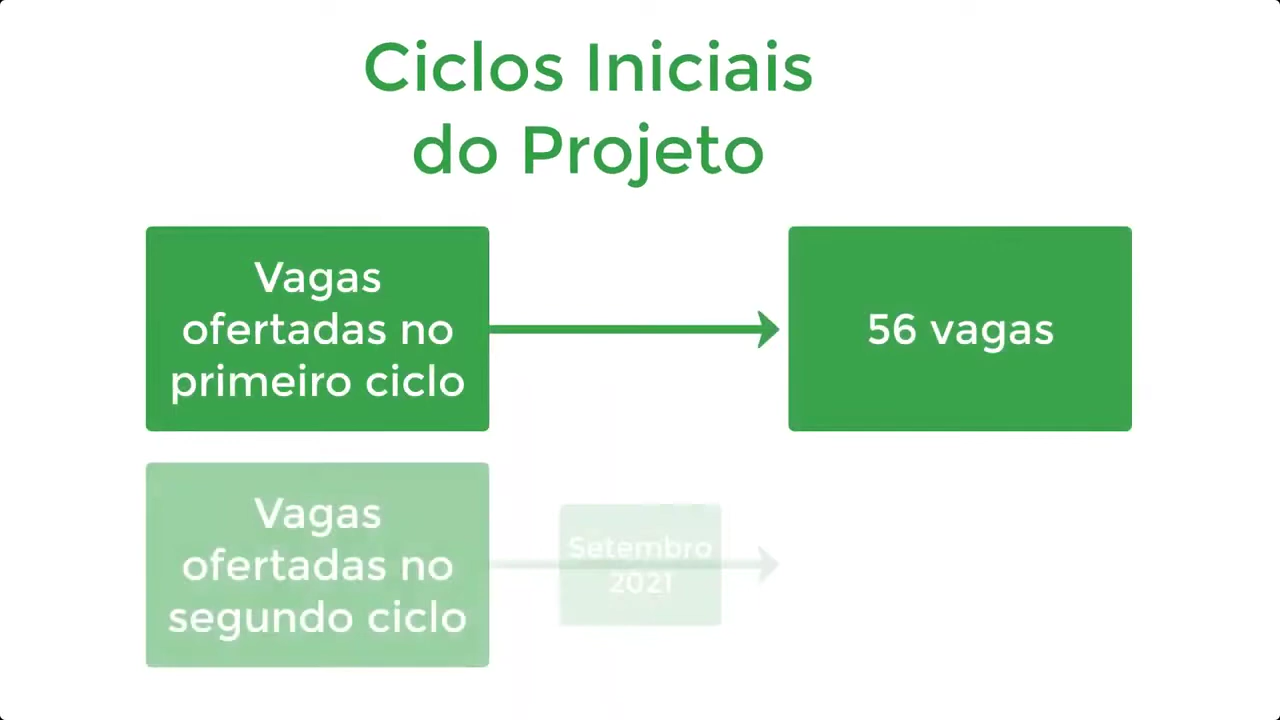 Ciclos Iniciais
do Projeto
Vagas
ofertadas no
primeiro ciclo
56 vagas
Vagas
ofertadas no
segundo ciclo
Setembro
2021